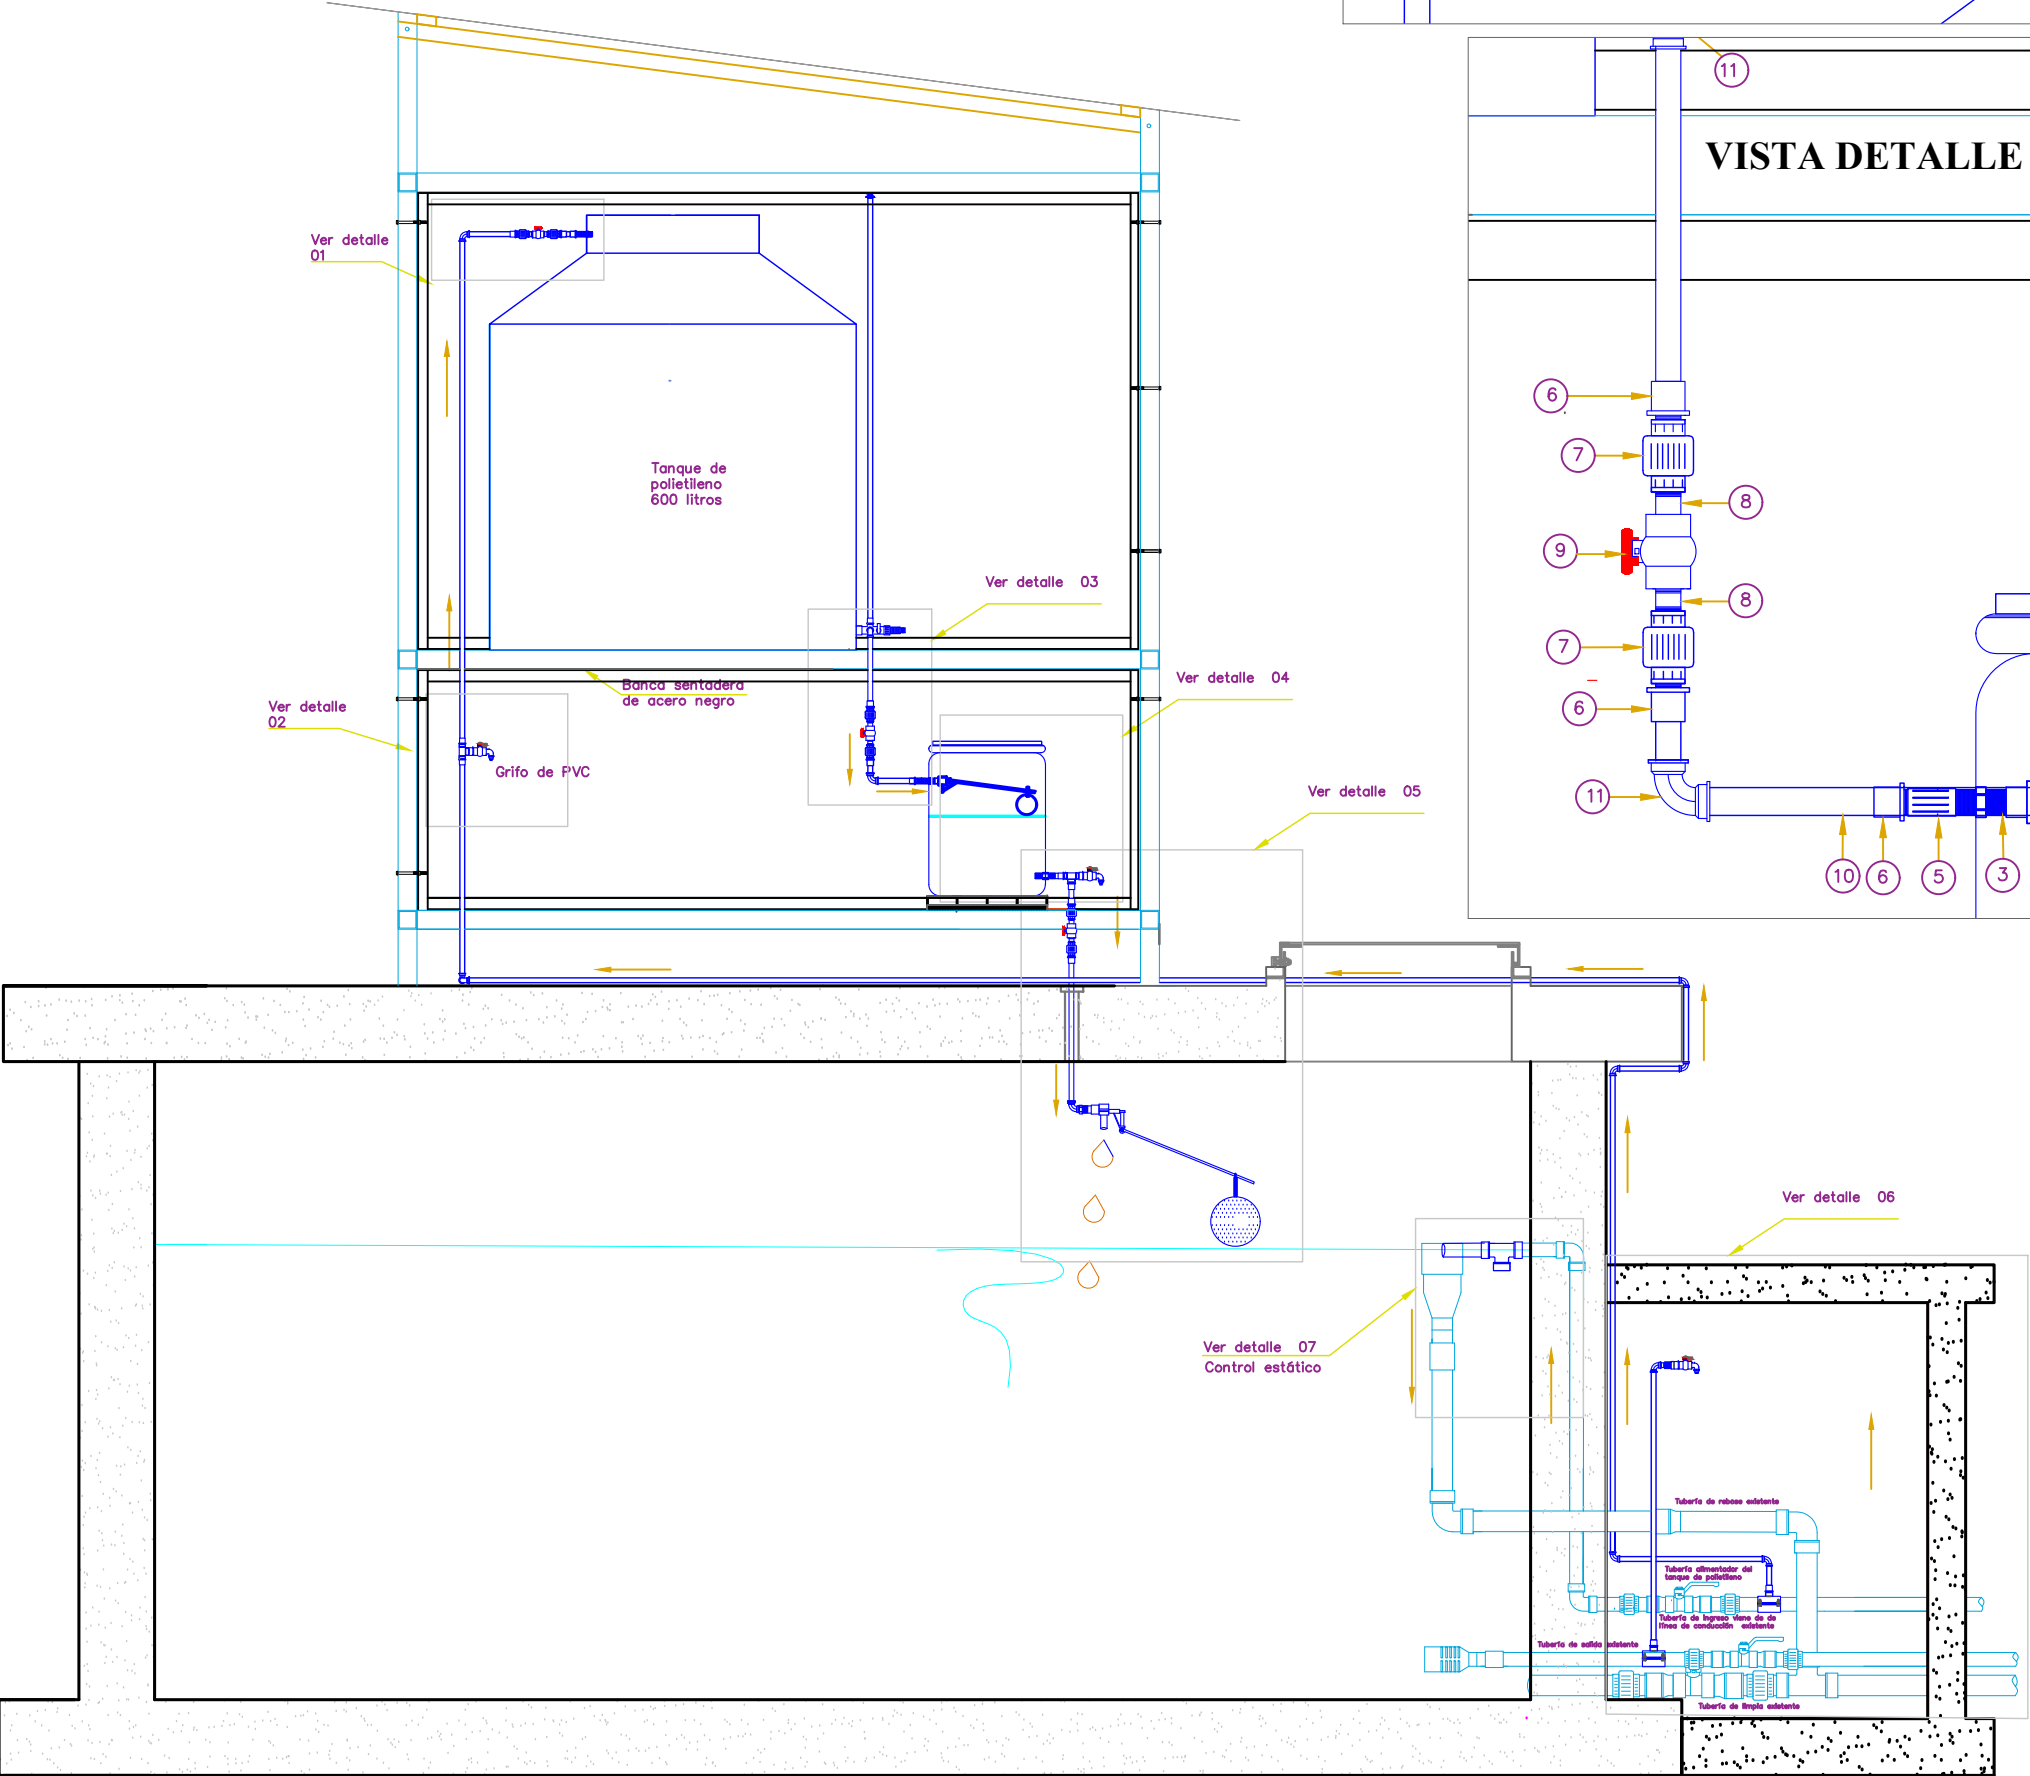 11
VISTA DETALLE
Ver detalle
01
6
7
8
9
8
7
6
11
10
6
5
3
Tanque de
polietileno
600 litros
Ver detalle 03
Banca sentadera
de acero negro
Ver detalle 04
Ver detalle
02
Grifo de PVC
Ver detalle 05
Ver detalle 06
Ver detalle 07
Control estático
Tubería de rebose existente
Tubería alimentador del
tanque de polietileno
Tubería de ingreso viene de de
línea de conducción existente
Tubería de salida existente
Tubería de limpia existente